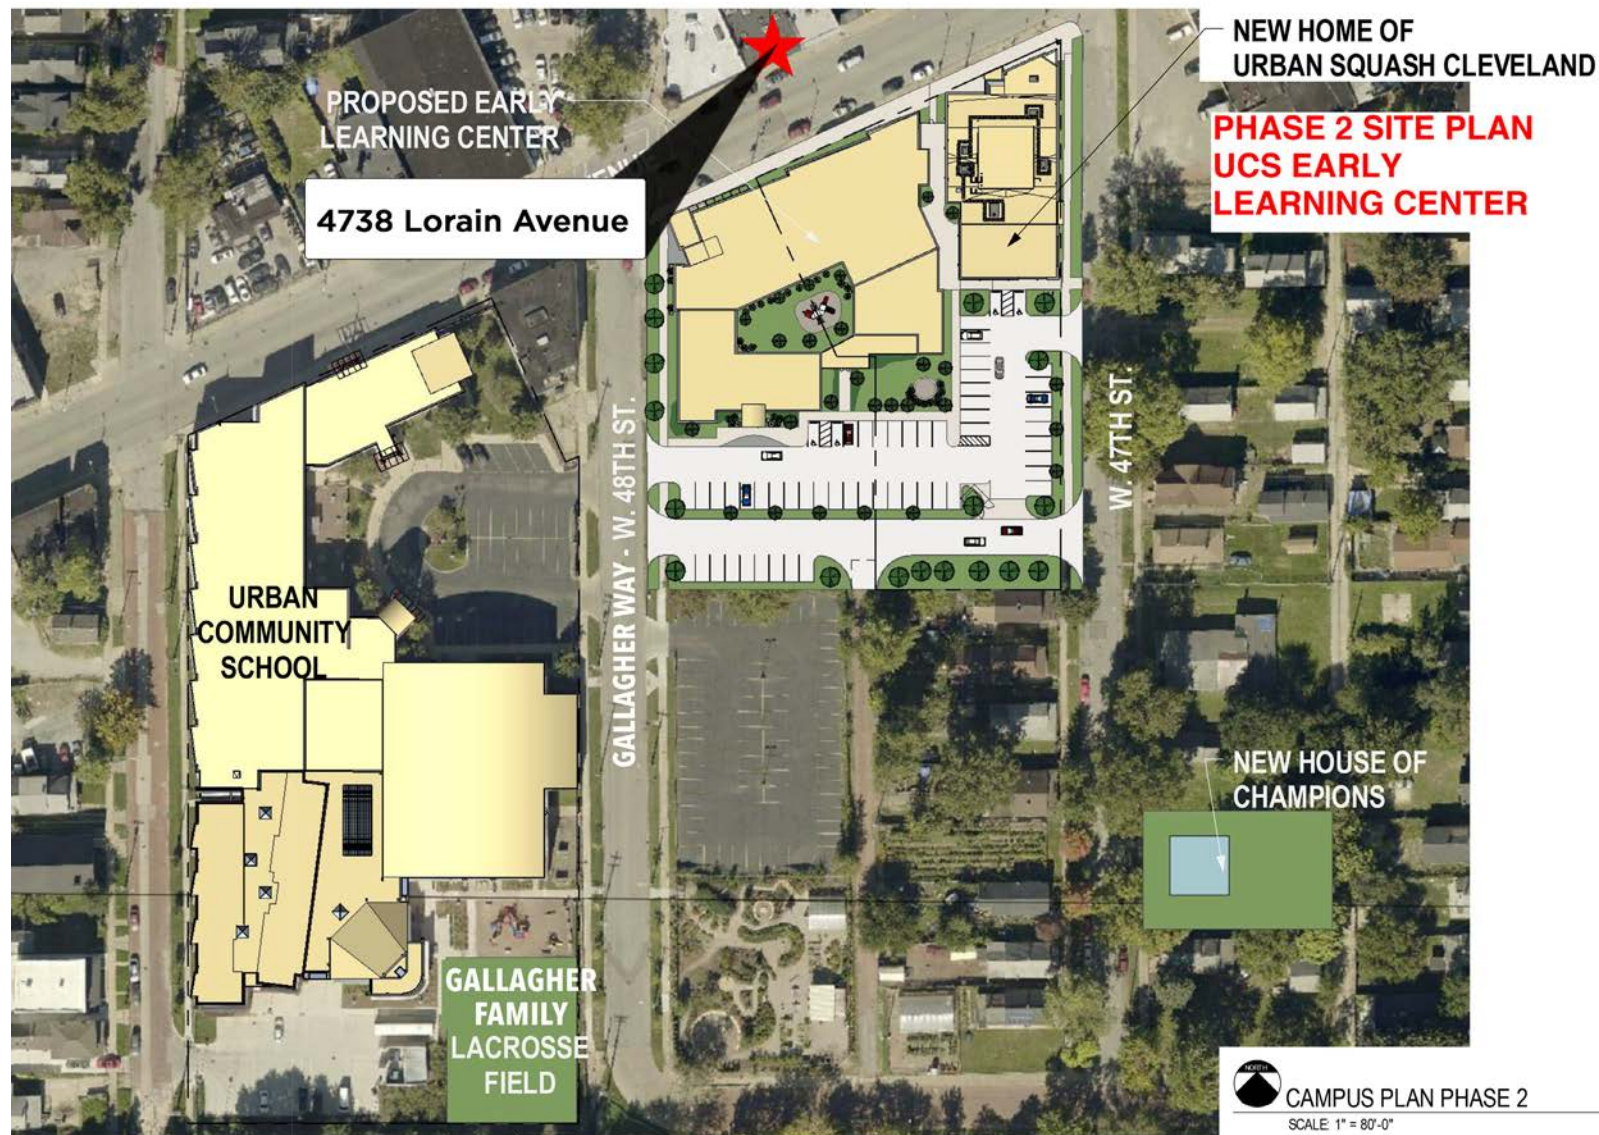 NEW HOME OF
URBAN SQUASH CLEVELAND
PHASE 2 SITE PLAN
UCS EARLY
LEARNING CENTER
PROPOSED EARLY
LEARNING CENTER
4738 Lorain Avenue
GALLAGHER WAY - W. 48TH ST.
W. 47TH ST.
URBAN
COMMUNITY
SCHOOL
NEW HOUSE OF
CHAMPIONS
GALLAGHER
FAMILY
LACROSSE
FIELD
NORTH
CAMPUS PLAN PHASE 2
SCALE: 1" = 80'-0"